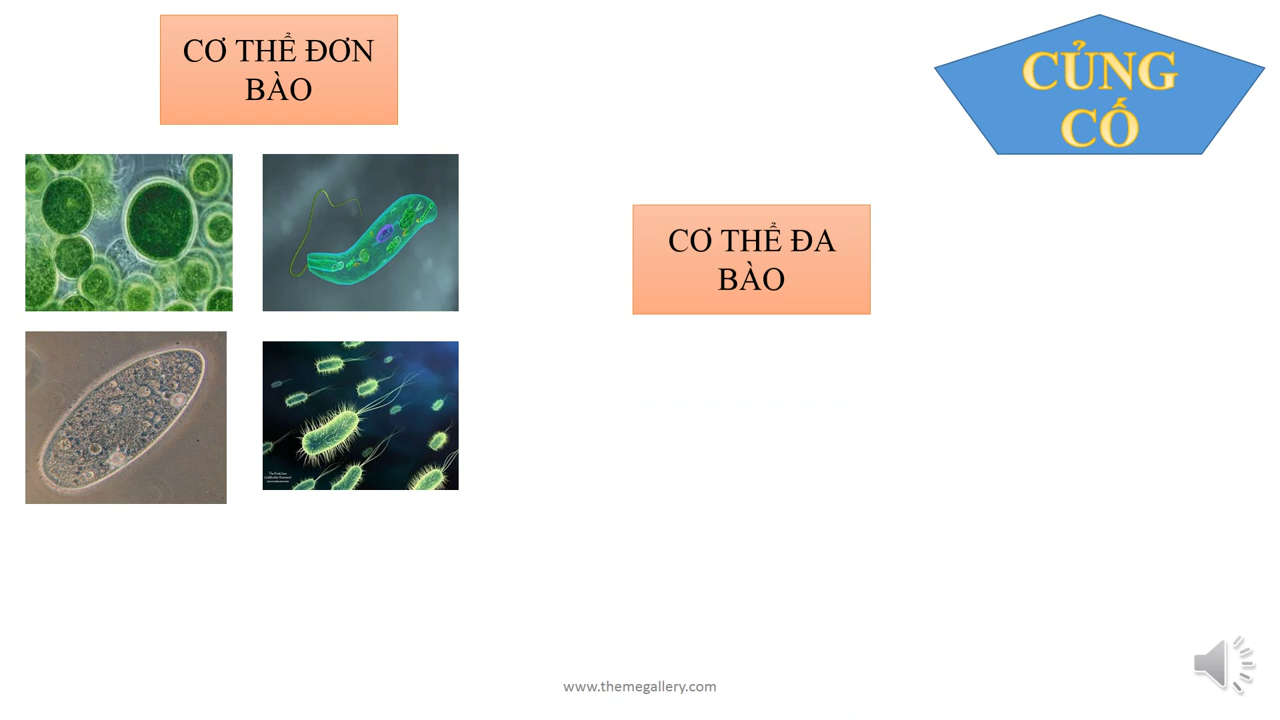 CƠ THỂ ĐƠN
BÀO
CỦNG
CỐ
CƠ THỂ ĐA
BÀO
www.themegallery.com